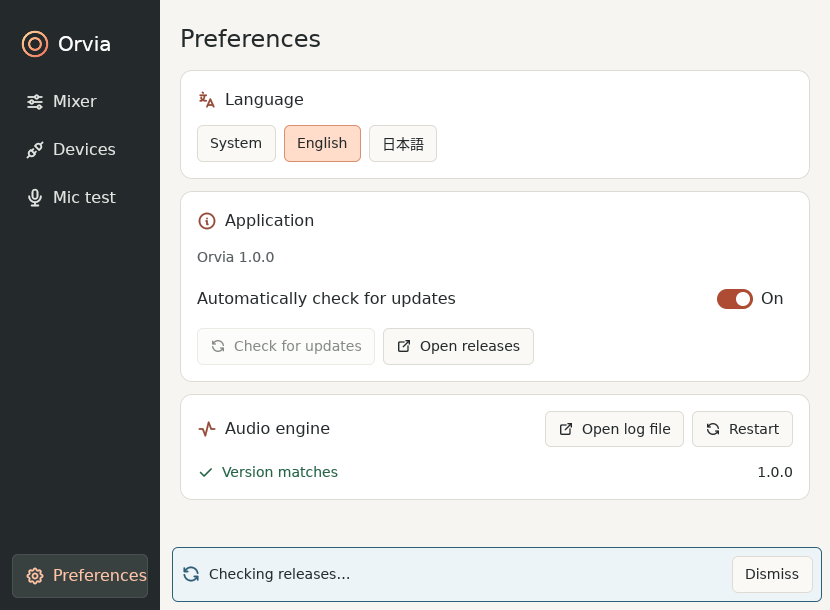 Orvia
Mixer
Devices
Mic test
Preferences
Preferences
Language
System
English
日本語
Application
Orvia 1.0.0
Automatically check for updates
On
Check for updates
Open releases
Audio engine
Open log file
Restart
Version matches
1.0.0
Checking releases…
Dismiss